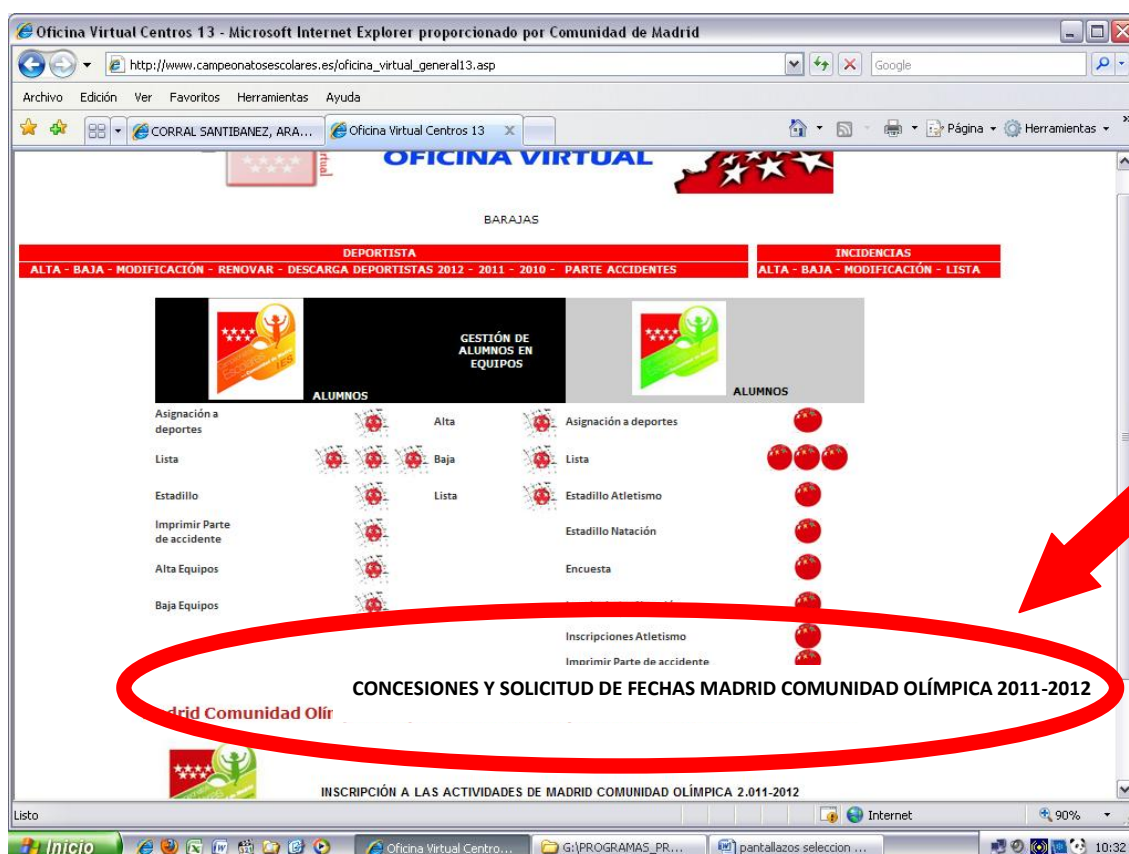 Oficina Virtual Centros 13 - Microsoft Internet Explorer proporcionado por Comunidad de Madrid
http://www.campeonatosescolares.es/oficina_virtual_general13.asp
Google
Archivo Edición Ver Favoritos Herramientas Ayuda
CORRAL SANTIBANEZ, ARA...
Oficina Virtual Centros 13
Página
Herramientas
OFICINA VIRTUAL
BARAJAS
DEPORTISTA
INCIDENCIAS
ALTA - BAJA - MODIFICACIÓN - RENOVAR - DESCARGA DEPORTISTAS 2012 - 2011 - 2010 - PARTE ACCIDENTES
ALTA - BAJA - MODIFICACIÓN - LISTA
IES
ALUMNOS
GESTIÓN DE
ALUMNOS EN
EQUIPOS
ALUMNOS
Asignación a
deportes
Alta
Asignación a deportes
Lista
Baja
Lista
Estadillo
Lista
Estadillo Atletismo
Imprimir Parte
de accidente
Estadillo Natación
Alta Equipos
Encuesta
Baja Equipos
Inscripciones Atletismo
Imprimir Parte de accidente
CONCESIONES Y SOLICITUD DE FECHAS MADRID COMUNIDAD OLÍMPICA 2011-2012
Comunidad
INSCRIPCIÓN A LAS ACTIVIDADES DE MADRID COMUNIDAD OLÍMPICA 2.011-2012
Listo
Internet
90%
Inicio
Oficina Virtual Centro...
G:\PROGRAMAS_PR...
pantallazos seleccion ...
10:32